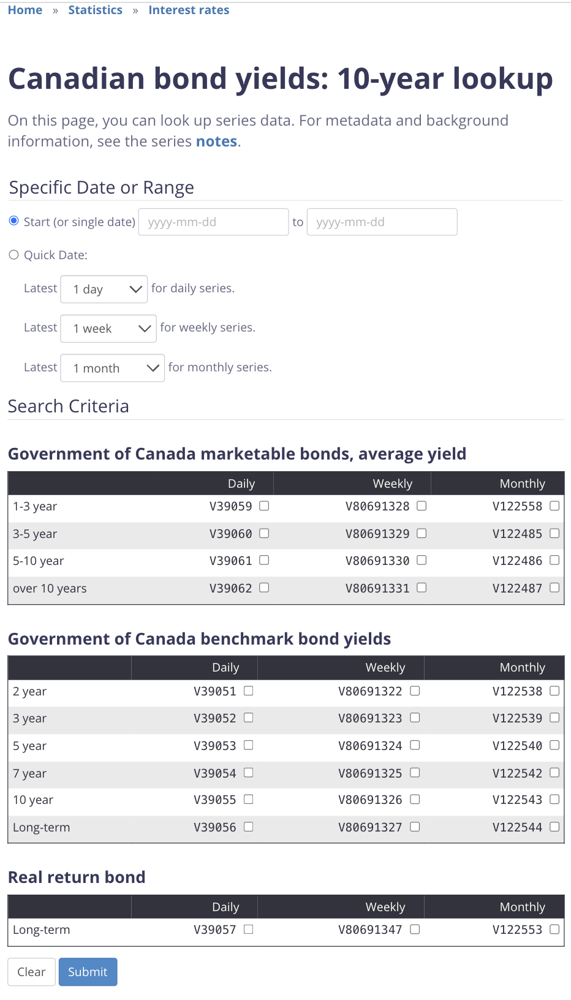 Home » Statistics » Interest rates
Canadian bond yields: 10-year lookup
On this page, you can look up series data. For metadata and background
information, see the series notes.
Specific Date or Range
Start (or single date) yyyy-mm-dd to yyyy-mm-dd
Quick Date:
Latest 1 day for daily series.
Latest 1 week for weekly series.
Latest 1 month for monthly series.
Search Criteria
Government of Canada marketable bonds, average yield
Daily Weekly Monthly
1-3 year V39059 V80691328 V122558
3-5 year V39060 V80691329 V122485
5-10 year V39061 V80691330 V122486
over 10 years V39062 V80691331 V122487
Government of Canada benchmark bond yields
Daily Weekly Monthly
2 year V39051 V80691322 V122538
3 year V39052 V80691323 V122539
5 year V39053 V80691324 V122540
7 year V39054 V80691325 V122542
10 year V39055 V80691326 V122543
Long-term V39056 V80691327 V122544
Real return bond
Daily Weekly Monthly
Long-term V39057 V80691347 V122553
Clear Submit